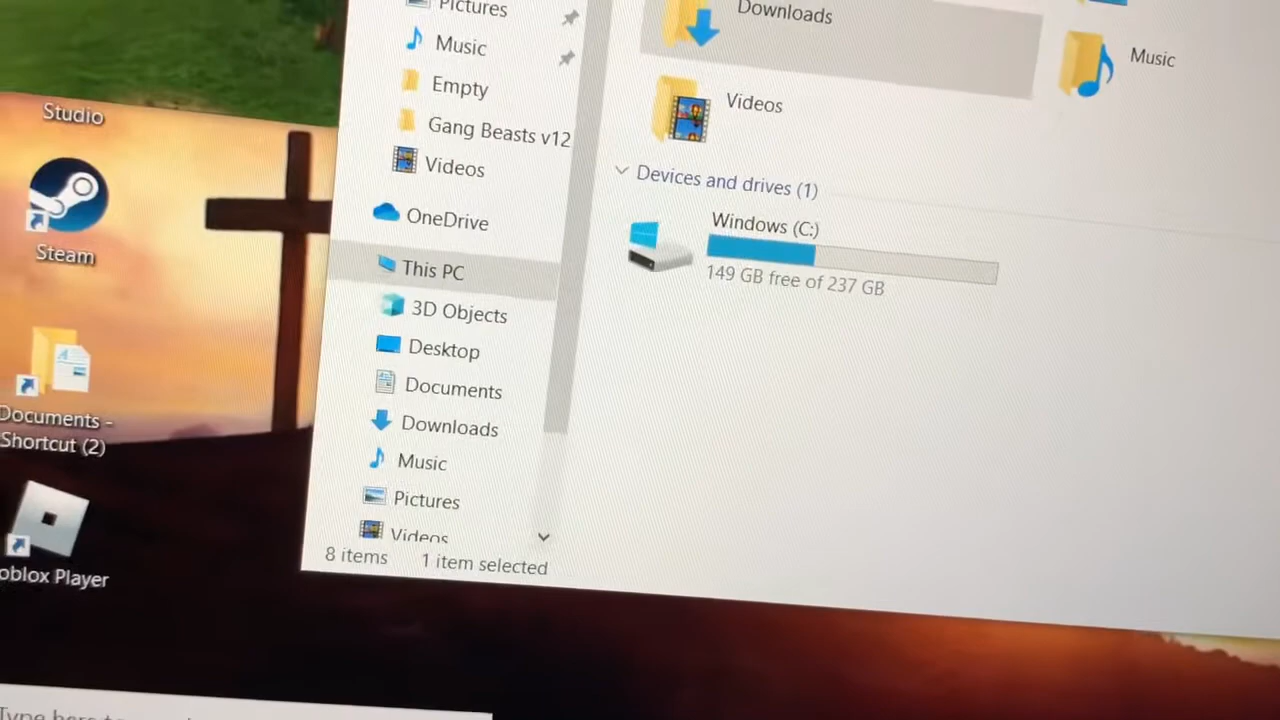 Studio
Steam
Documents -
Shortcut (2)
oblox Player
Type here to
Pictures
Music
Empty
Gang Beasts v12
Videos
OneDrive
This PC
3D Objects
Desktop
Documents
Downloads
Music
Pictures
Videos
8 items 1 item selected
Downloads
Music
Videos
Devices and drives (1)
Windows (C:)
149 GB free of 237 GB